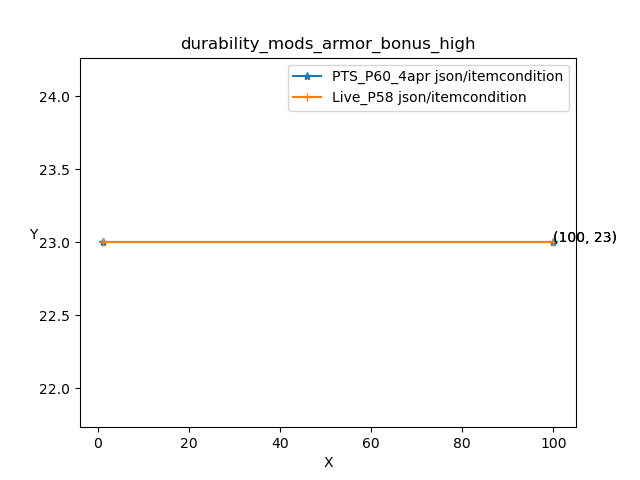 durability_mods_armor_bonus_high
PTS_P60_4apr json/itemcondition
Live_P58 json/itemcondition
24.0
23.5
Y
23.0
(100, 23)
22.5
22.0
0
20
40
60
80
100
X